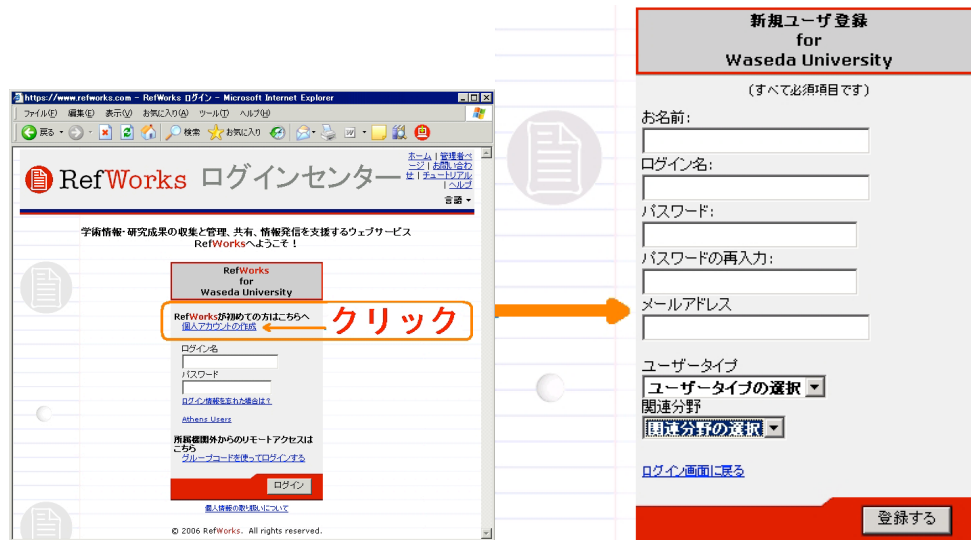 https://www.refworks.com - RefWorks ログイン - Microsoft Internet Explorer
ファイル(F) 編集(E) 表示(V) お気に入り(A) ツール(T) ヘルプ(H)
戻る 検索 お気に入り
RefWorks ログインセンター
ホーム | 管理者ペ
ージ | お問い合わ
せ | チュートリアル
| ヘルプ
言語
学術情報・研究成果の収集と管理、共有、情報発信を支援するウェブサービス
RefWorksへようこそ!
RefWorks
for
Waseda University
RefWorksが初めての方はこちらへ
個人アカウントの作成
クリック
ログイン名
パスワード
ログイン情報を忘れた場合は?
Athens Users
所属機関外からのリモートアクセスは
こちら
グループコードを使ってログインする
ログイン
個人情報の取り扱いについて
© 2006 RefWorks. All rights reserved.
新規ユーザ登録
for
Waseda University
(すべて必須項目です)
お名前:
ログイン名:
パスワード:
パスワードの再入力:
メールアドレス
ユーザータイプ
ユーザータイプの選択
関連分野
関連分野の選択
ログイン画面に戻る
登録する